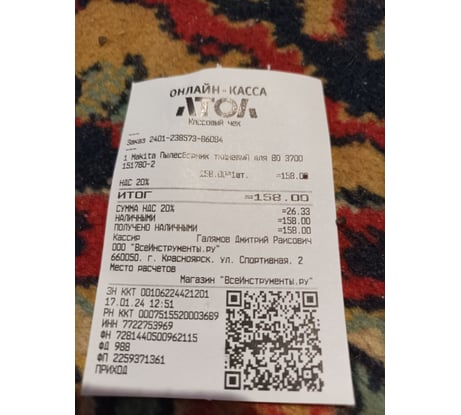 ОНЛАЙН-КАССА
АТОЛ
Кассовый чек
Заказ 2401-238573-86084
1 Makita Пылесборник тканевый для BO 3700
151780-2
158.00*1шт. =158.00
НДС 20%
ИТОГ =158.00
СУММА НДС 20% =26.33
НАЛИЧНЫМИ =158.00
ПОЛУЧЕНО НАЛИЧНЫМИ =158.00
Кассир Галямов Дмитрий Раисович
ООО "ВсеИнструменты.ру"
660050, г. Красноярск, ул. Спортивная, 2
Место расчетов
Магазин "ВсеИнструменты.ру"
ЗН ККТ 00106224421201
17.01.24 12:51
РН ККТ 0007515520003689
ИНН 7722753969
ФН 7281440500962115
ФД 988
ФП 2259371361
ПРИХОД